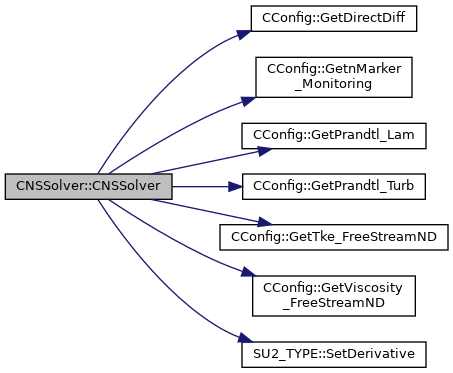 CConfig::GetDirectDiff
CConfig::GetnMarker
_Monitoring
CConfig::GetPrandtl_Lam
CNSSolver::CNSSolver
CConfig::GetPrandtl_Turb
CConfig::GetTke_FreeStreamND
CConfig::GetViscosity
_FreeStreamND
SU2_TYPE::SetDerivative